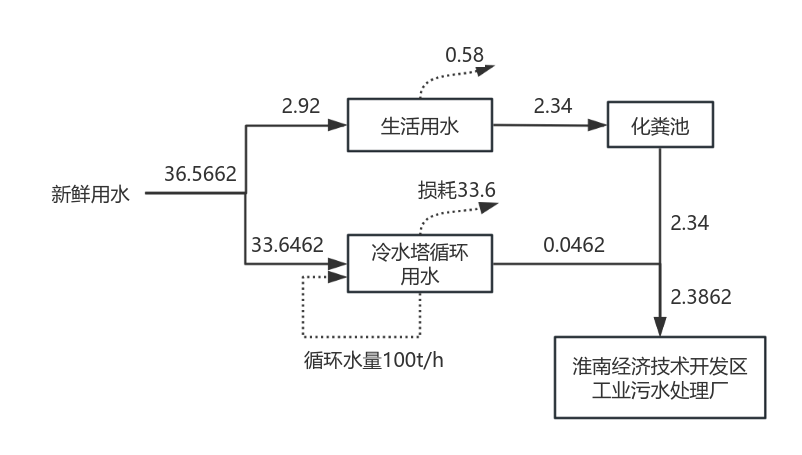 0.58
2.92
生活用水
2.34
化粪池
36.5662
新鲜用水
损耗33.6
2.34
33.6462
冷水塔循环
用水
0.0462
2.3862
循环水量100t/h
淮南经济技术开发区
工业污水处理厂